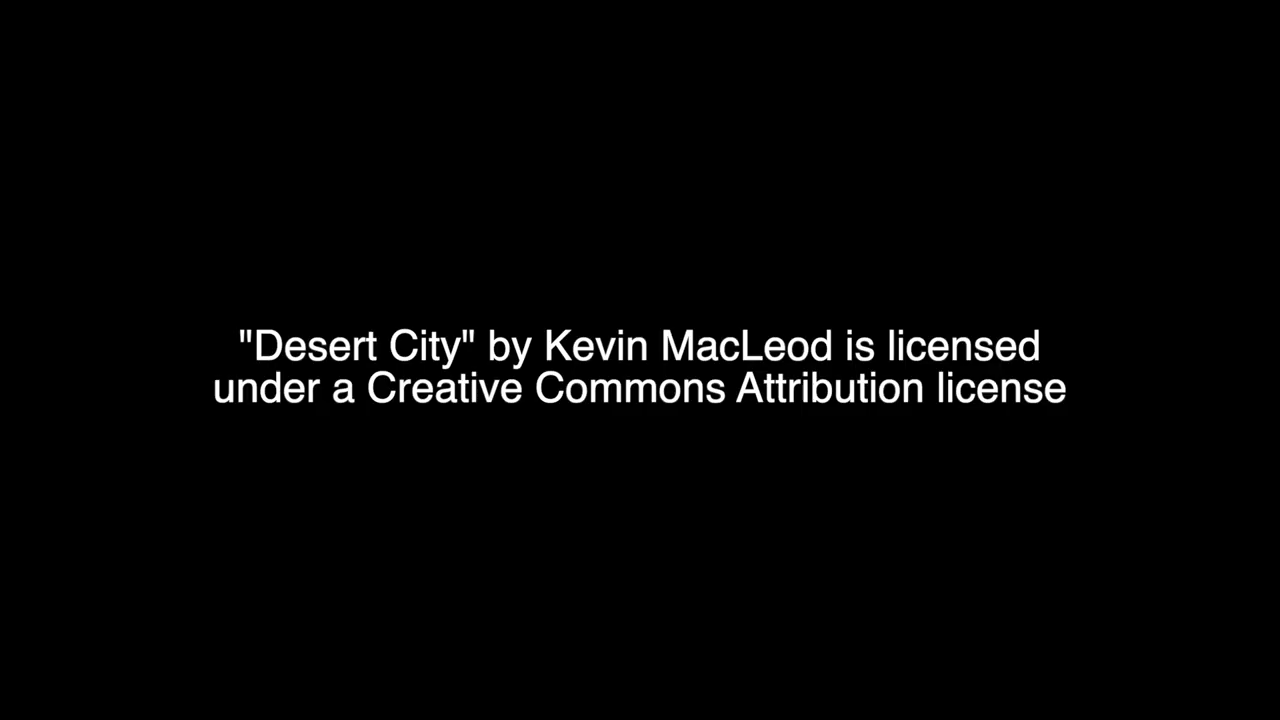 "Desert City" by Kevin MacLeod is licensed
under a Creative Commons Attribution license